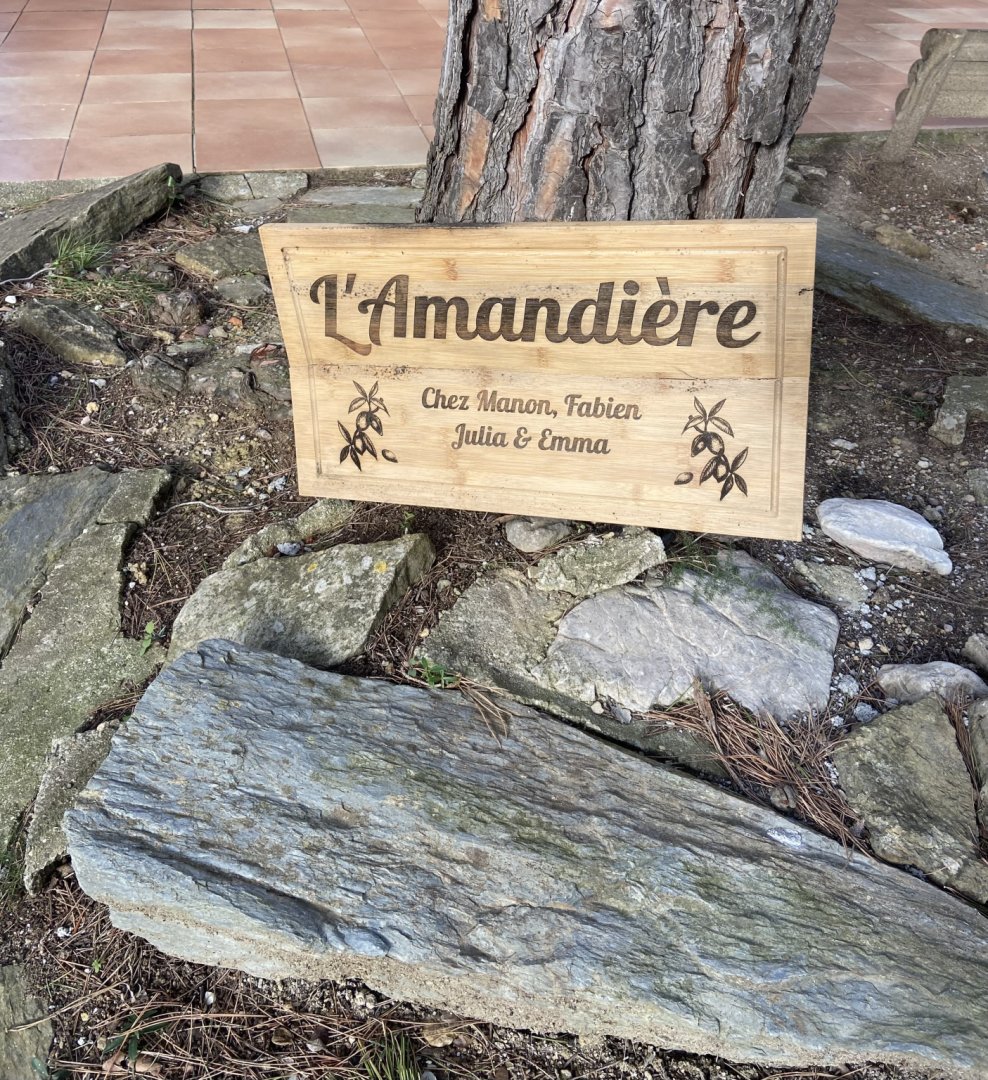 L'Amandière
Chez Manon, Fabien
Julia & Emma